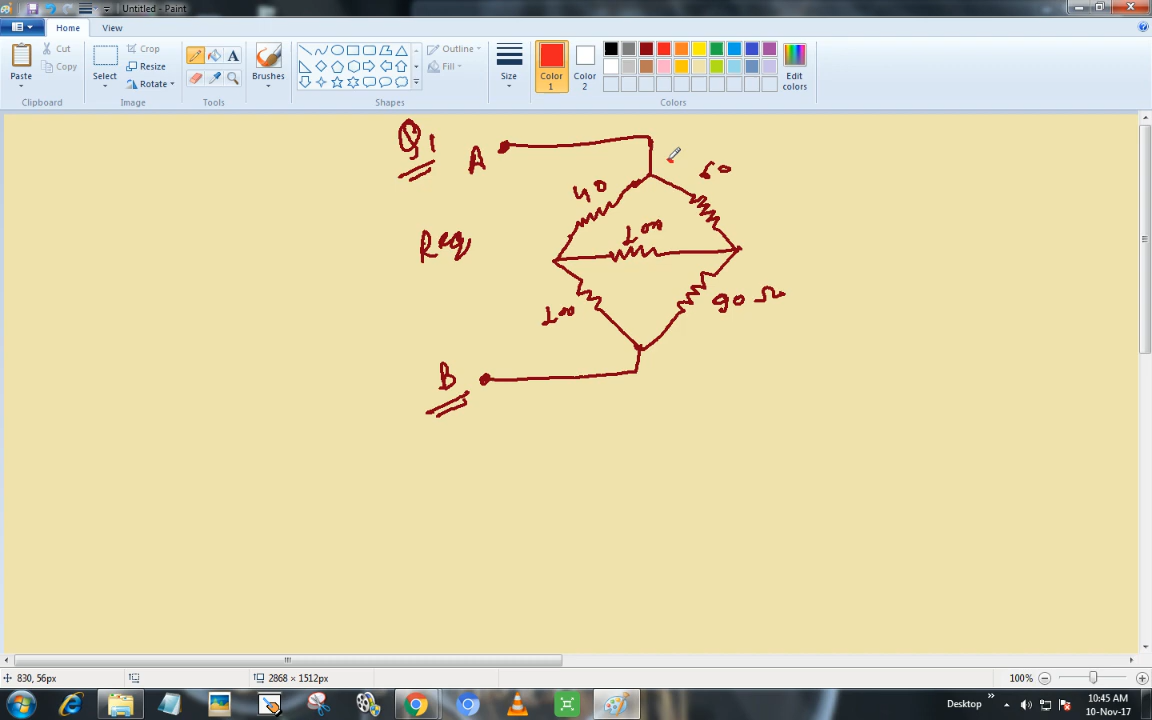 Untitled - Paint
Home View
Paste
Cut
Copy
Clipboard
Select
Crop
Resize
Rotate
Image
A
Tools
Brushes
Shapes
Outline
Fill
Size
Color 1
Color 2
Edit colors
Colors
Q1
A
40
100
Req
100
90 Ω
B
830, 56px
2868 × 1512px
100%
Desktop
»
10:45 AM
10-Nov-17